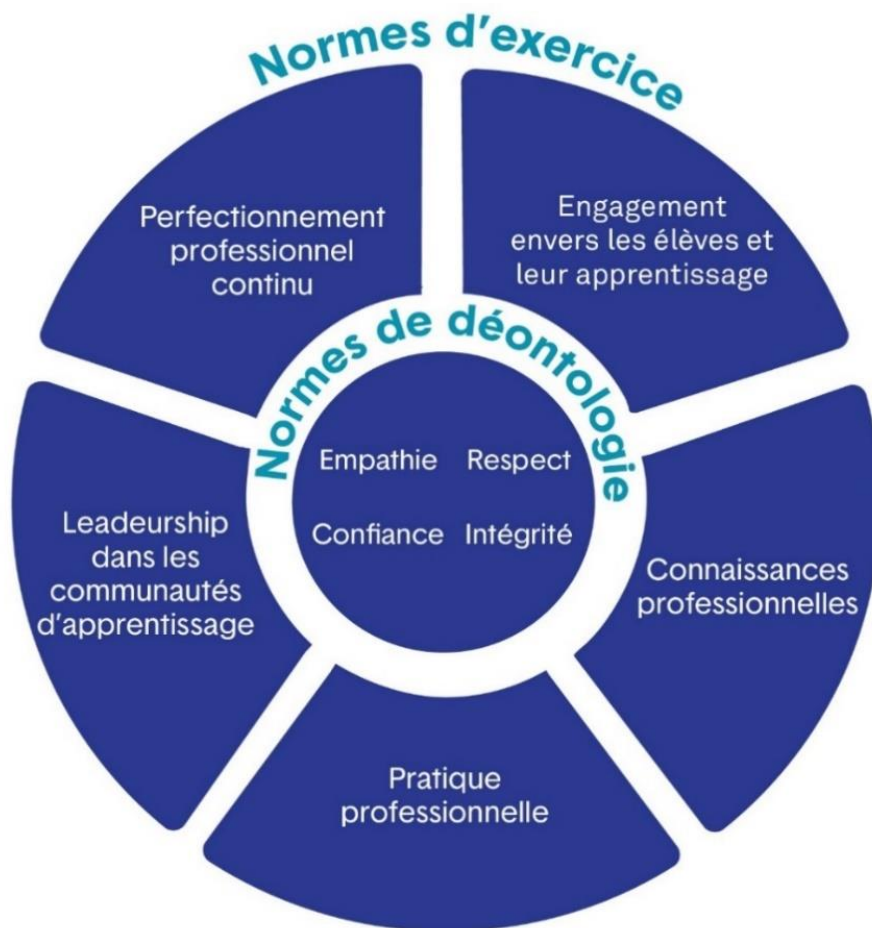 Normes d'exercice
Perfectionnement
professionnel
continu
Engagement
envers les élèves et
leur apprentissage
Normes de déontologie
Empathie Respect
Confiance Intégrité
Leadeurship
dans les
communautés
d'apprentissage
Connaissances
professionnelles
Pratique
professionnelle